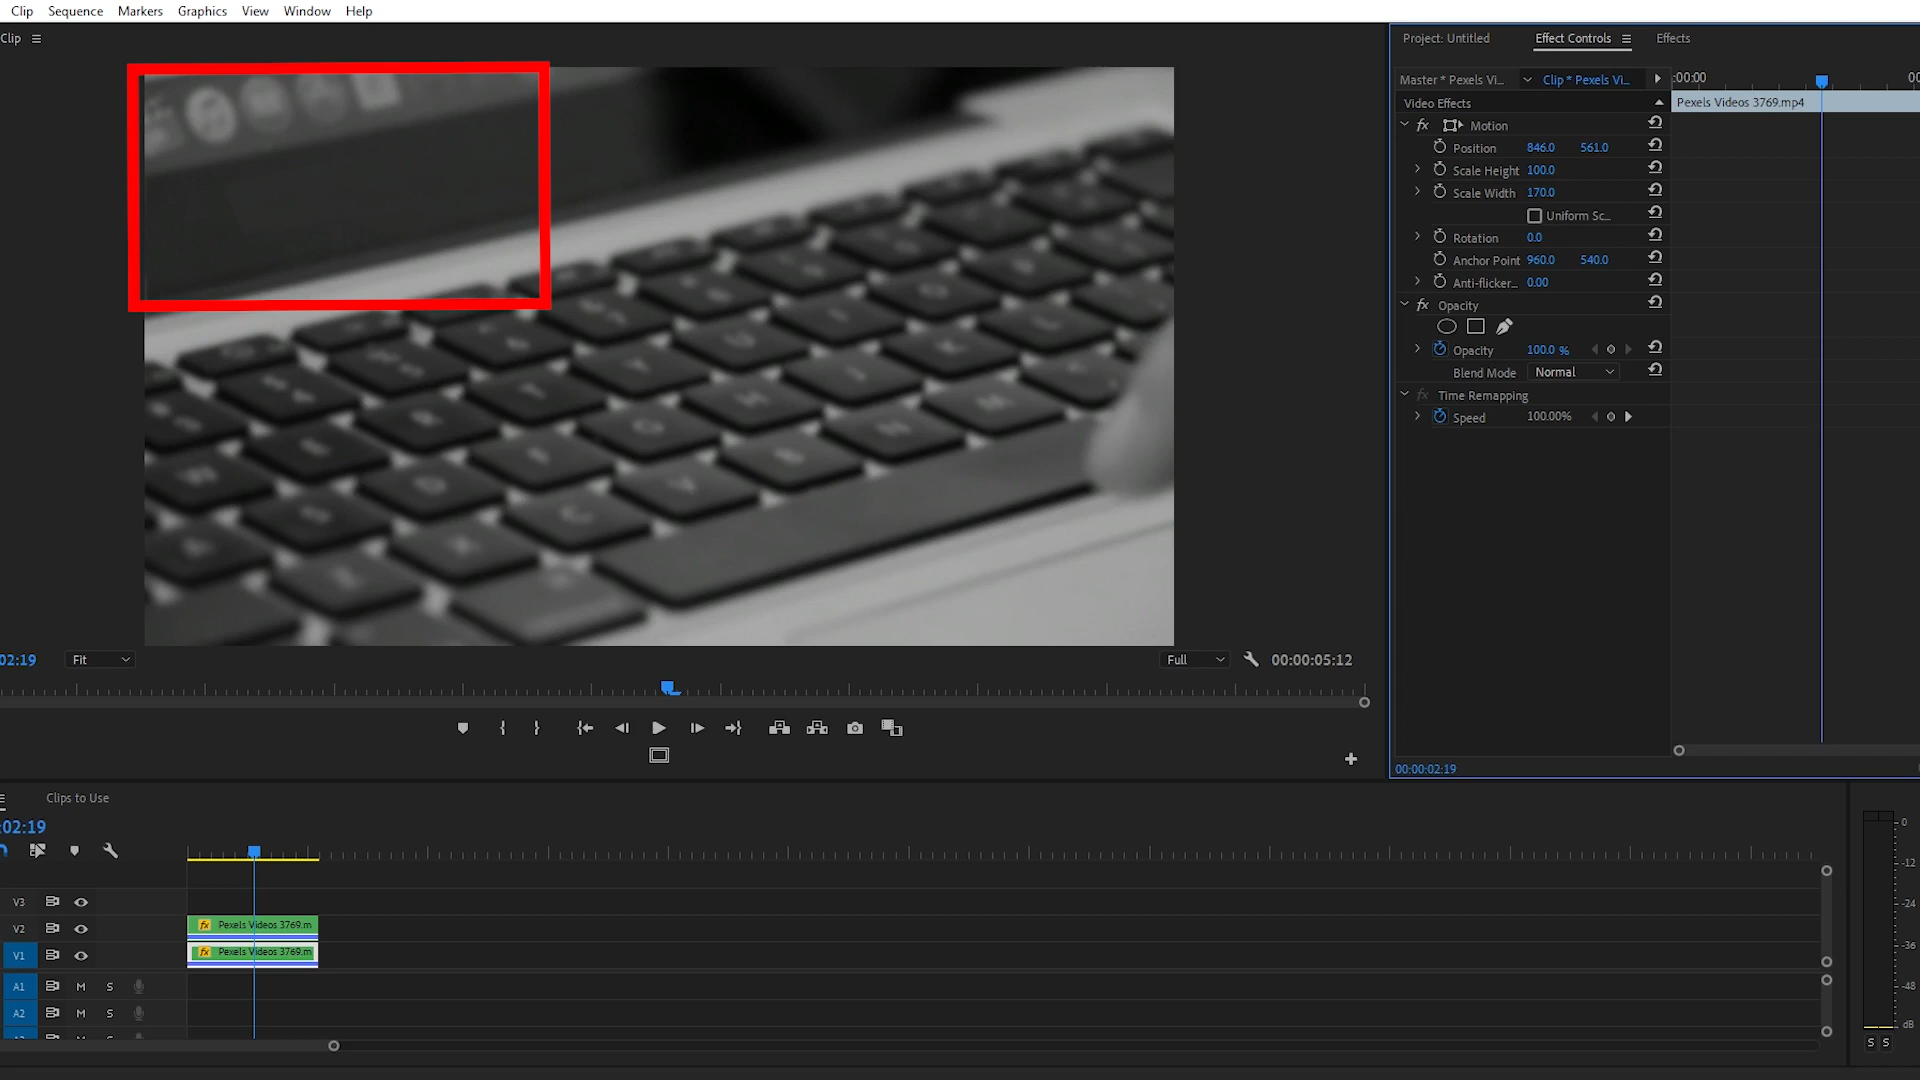 Clip Sequence Markers Graphics View Window Help
Clip
Project: Untitled Effect Controls Effects
Master * Pexels Vi... Clip * Pexels Vi... :00:00 00
Video Effects Pexels Videos 3769.mp4
fx Motion
Position 846.0 561.0
Scale Height 100.0
Scale Width 170.0
Uniform Sc...
Rotation 0.0
Anchor Point 960.0 540.0
Anti-flicker... 0.00
fx Opacity
Opacity 100.0 %
Blend Mode Normal
fx Time Remapping
Speed 100.00%
02:19 Fit Full 00:00:05:12
00:00:02:19
Clips to Use
:02:19
V3
V2 fx Pexels Videos 3769.m
V1 fx Pexels Videos 3769.m
A1 M S
A2 M S
0
-12
-24
-36
-48
dB
S S